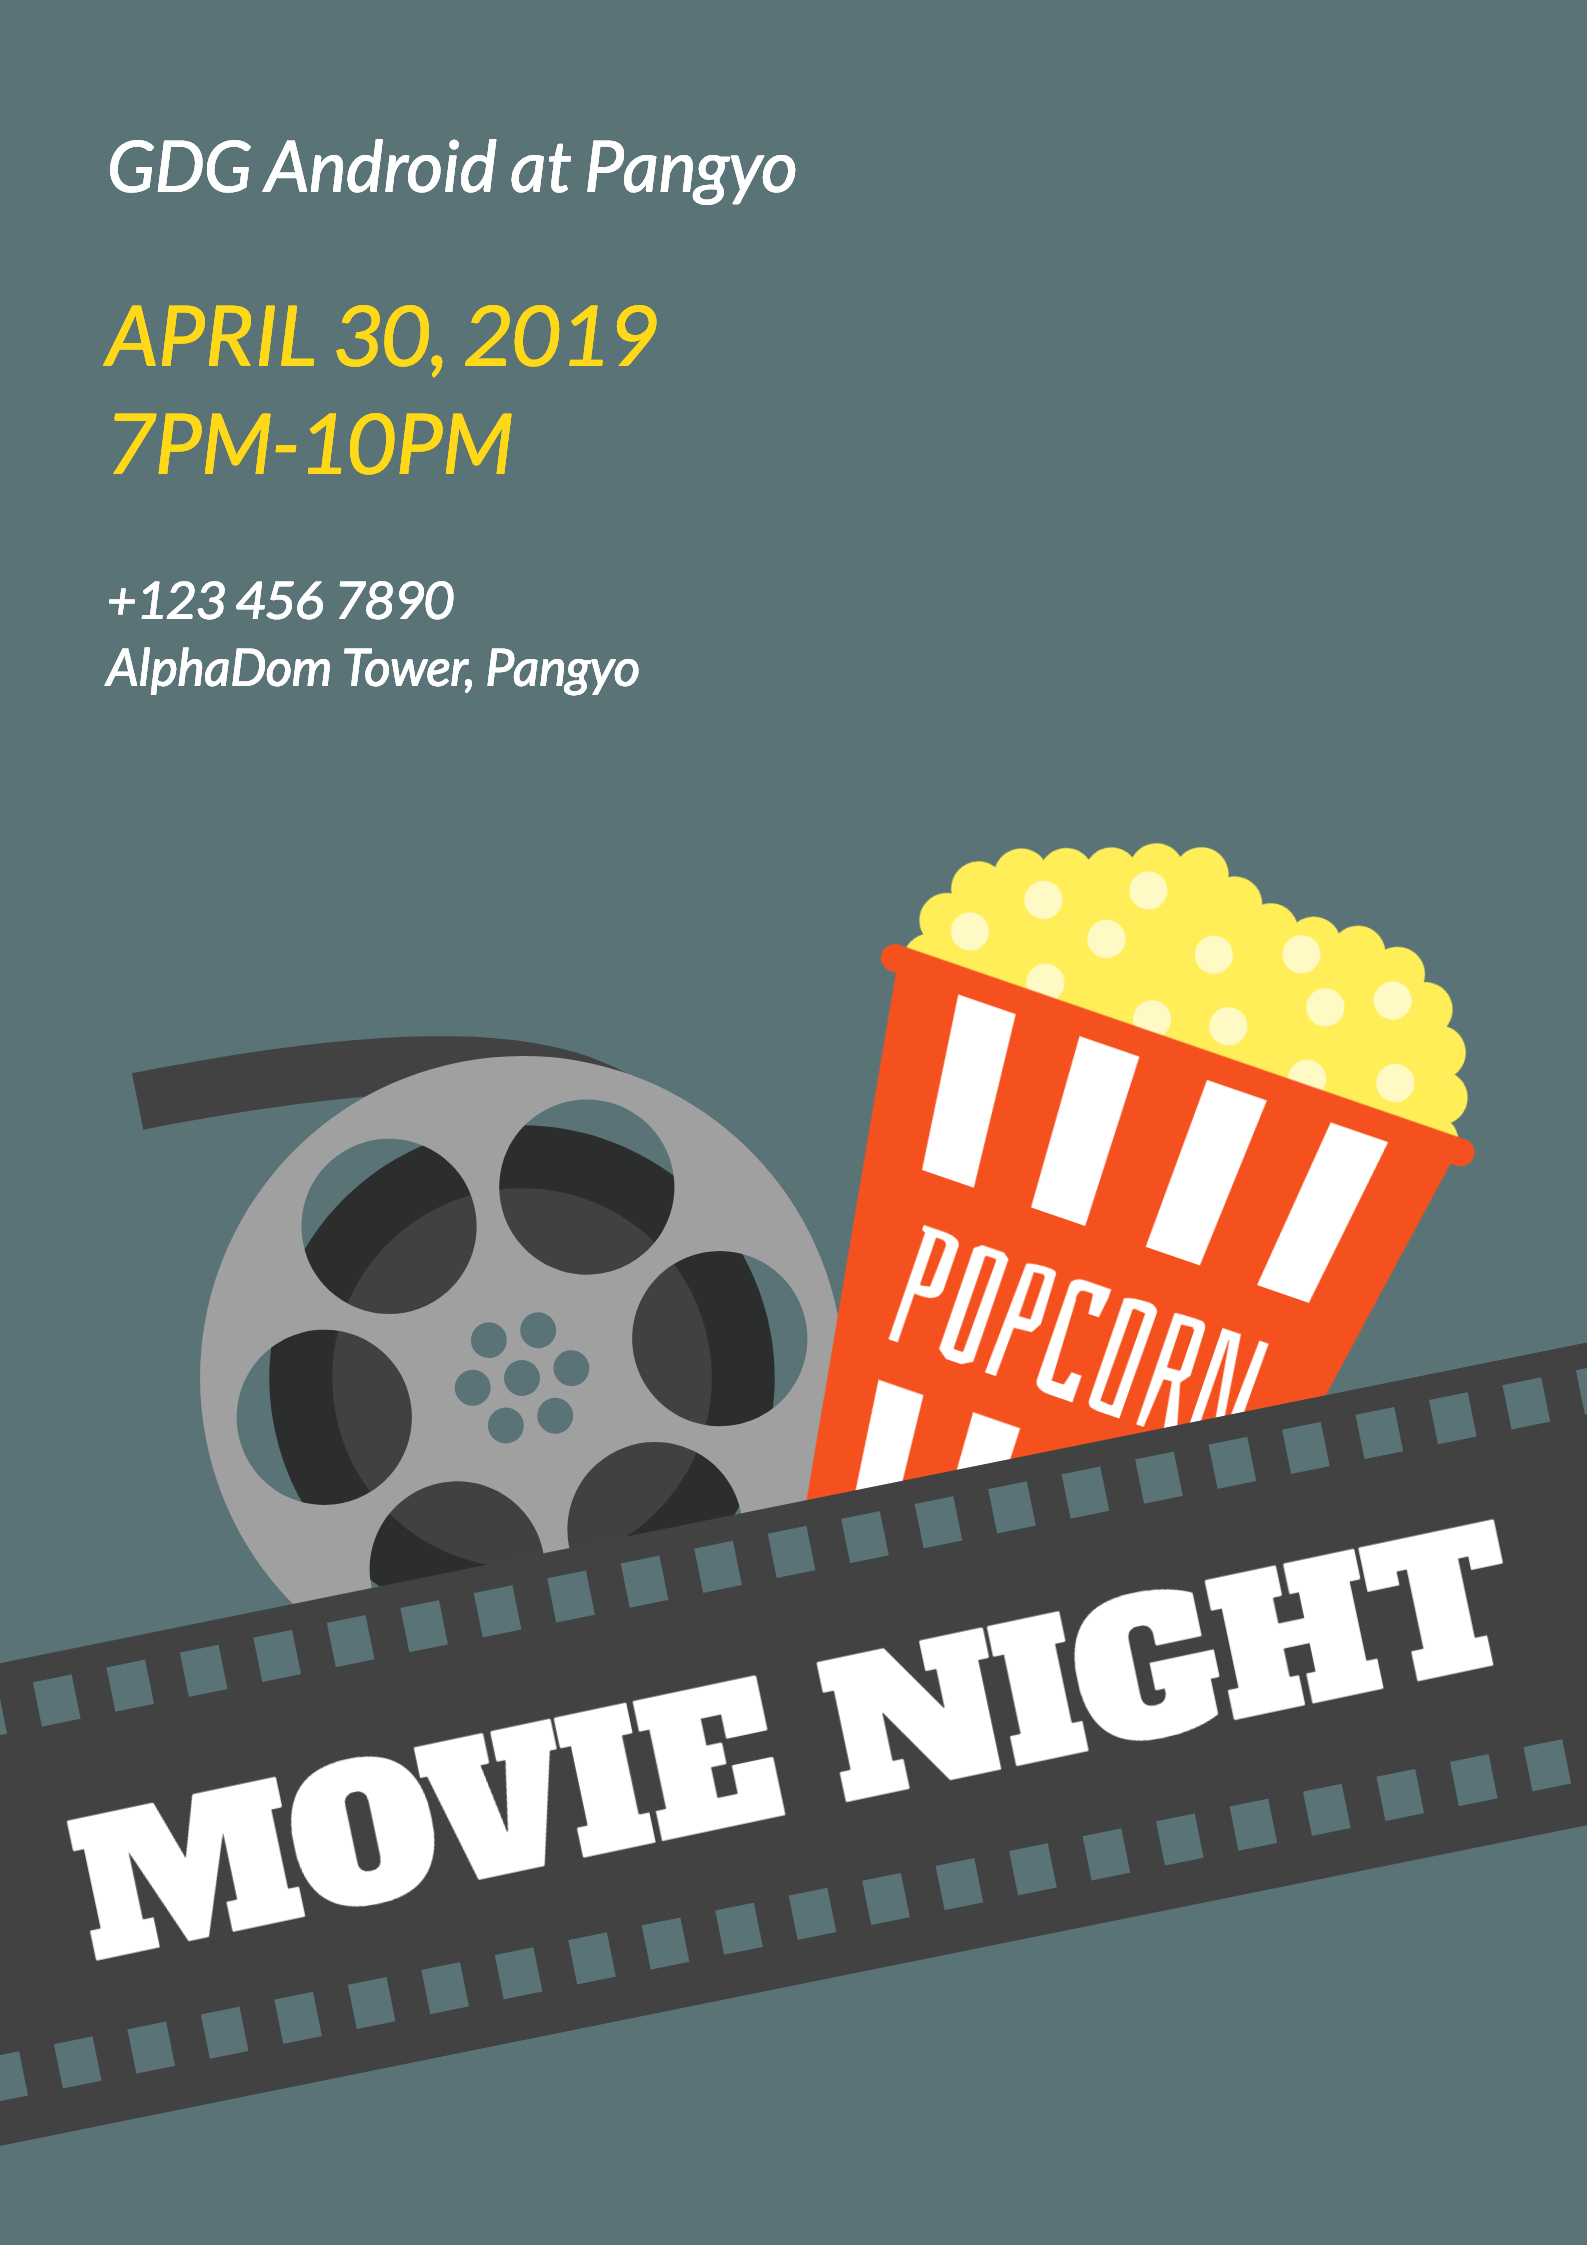 GDG Android at Pangyo
APRIL 30, 2019
7PM-10PM
+123 456 7890
AlphaDom Tower, Pangyo
POPCORN
MOVIE NIGHT